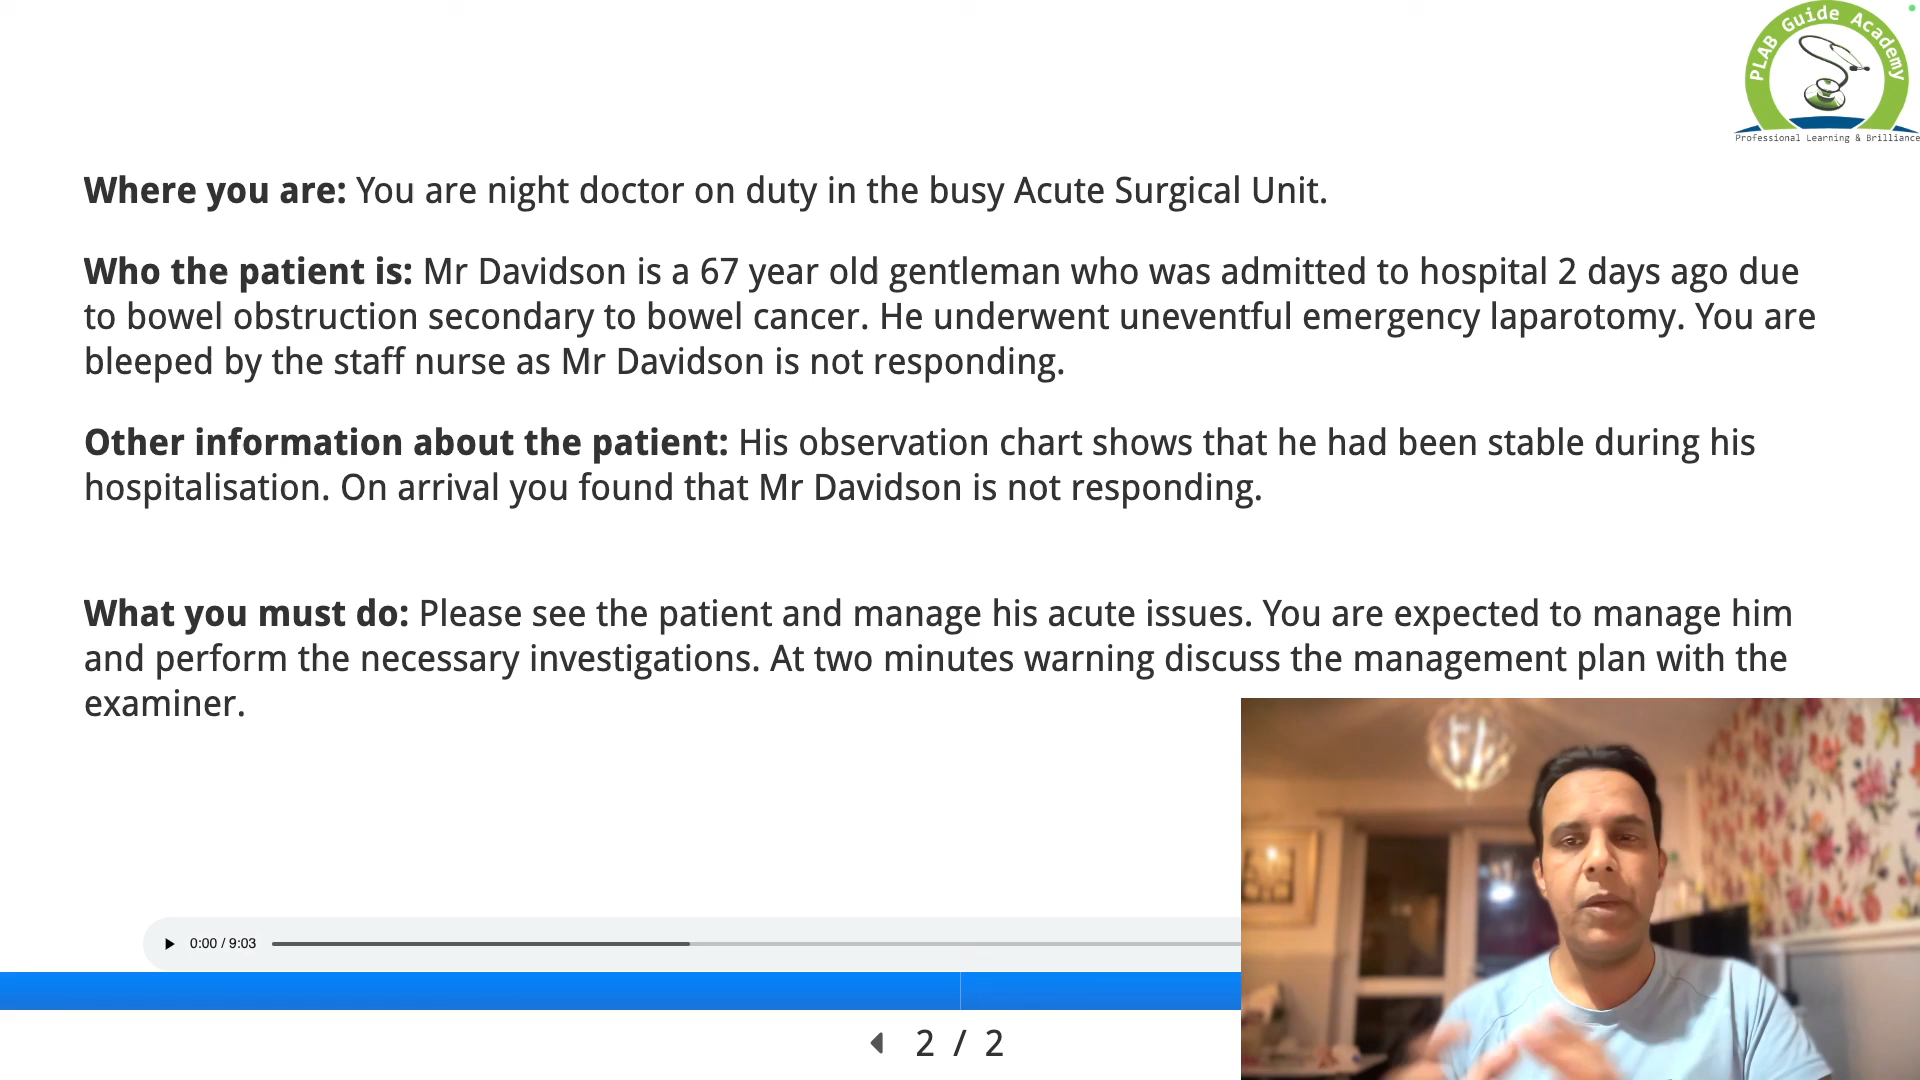 PLAB Guide Academy
Professional Learning & Brilliance
Where you are: You are night doctor on duty in the busy Acute Surgical Unit.
Who the patient is: Mr Davidson is a 67 year old gentleman who was admitted to hospital 2 days ago due
to bowel obstruction secondary to bowel cancer. He underwent uneventful emergency laparotomy. You are
bleeped by the staff nurse as Mr Davidson is not responding.
Other information about the patient: His observation chart shows that he had been stable during his
hospitalisation. On arrival you found that Mr Davidson is not responding.
What you must do: Please see the patient and manage his acute issues. You are expected to manage him
and perform the necessary investigations. At two minutes warning discuss the management plan with the
examiner.
0:00 / 9:03
2 / 2